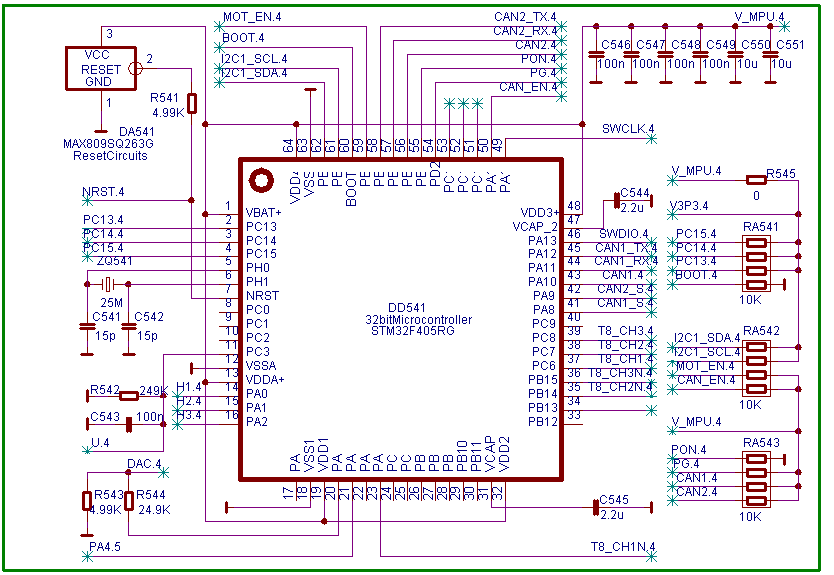 MOT_EN.4
BOOT.4
I2C1_SCL.4
I2C1_SDA.4
CAN2_TX.4
CAN2_RX.4
CAN2.4
PON.4
PG.4
CAN_EN.4
V_MPU.4
C546
C547
C548
C549
C550
C551
100n
100n
100n
100n
10u
10u
3
VCC
RESET
GND
2
1
DA541
MAX809SQ263G
ResetCircuits
R541
4.99K
SWCLK.4
64
63
62
61
60
59
58
57
56
55
54
53
52
51
50
49
VSS
PE
PE
BOOT
PE
PE
PE
PE
PE
PD2
NRST.4
PC13.4
PC14.4
PC15.4
ZQ541
25M
C541
15p
C542
15p
1 VBAT+
2 PC13
3 PC14
4 PC15
5 PH0
6 PH1
7 NRST
8 PC0
9 PC1
10 PC2
11 PC3
12 VSSA
13 VDDA+
14 PA0
15 PA1
16 PA2
DD541
32bitMicrocontroller
STM32F405RG
VDD3+ 48
VCAP_2 47
PA13 46
PA12 45
PA11 44
PA10 43
PA9 42
PA8 41
PC9 40
PC8 39
PC7 38
PC6 37
PB15 36
PB14 35
PB13 34
PB12 33
C544
2.2u
SWDIO.4
CAN1_TX.4
CAN1_RX.4
CAN1.4
CAN2_S.4
CAN1_S.4
T8_CH3.4
T8_CH2.4
T8_CH1.4
T8_CH3N.4
T8_CH2N.4
V_MPU.4
R545
0
V3P3.4
RA541
PC15.4
PC14.4
PC13.4
BOOT.4
10K
RA542
I2C1_SDA.4
I2C1_SCL.4
MOT_EN.4
CAN_EN.4
10K
V_MPU.4
RA543
PON.4
PG.4
CAN1.4
CAN2.4
10K
R542
249K
H1.4
H2.4
H3.4
C543
100n
U.4
DAC.4
R543
4.99K
R544
24.9K
PA4.5
PA
VSS1
VDD1
PA
PA
PA
PA
PC
PC
PB
PB
PB
PB10
PB11
VCAP
VDD2
17
18
19
20
21
22
23
24
25
26
27
28
29
30
31
32
C545
2.2u
T8_CH1N.4